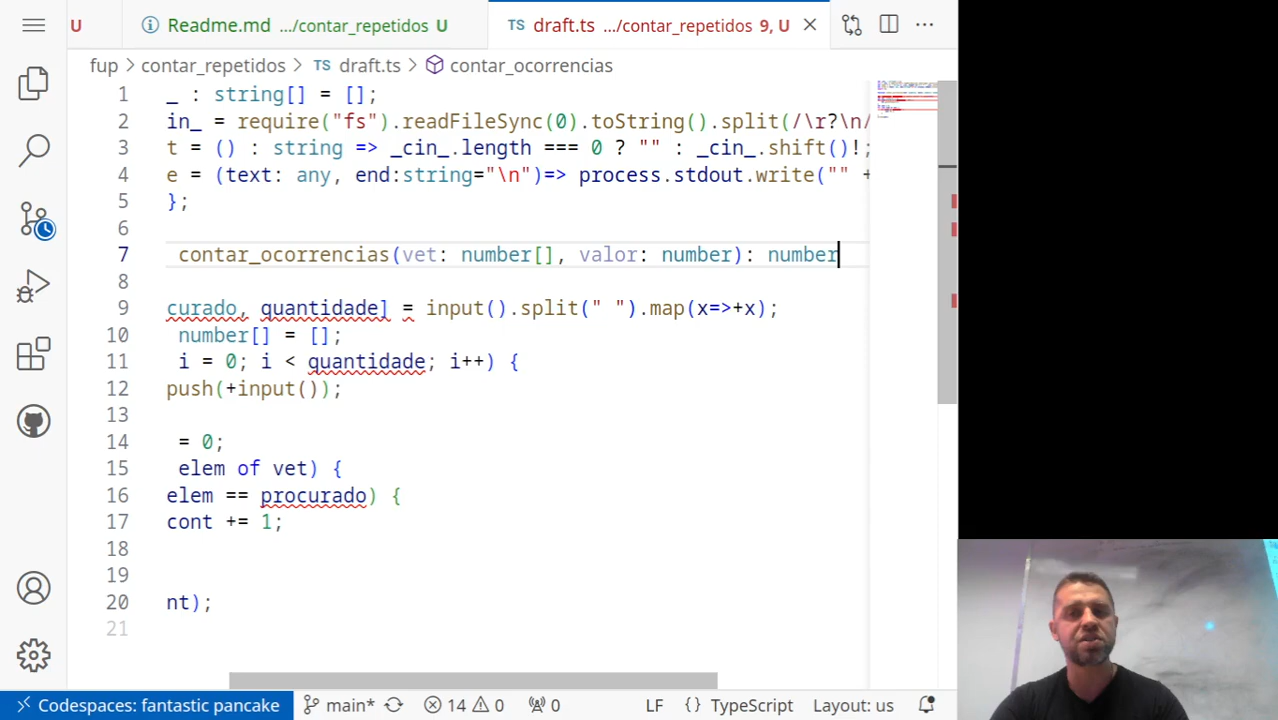 U
Readme.md .../contar_repetidos U
TS draft.ts .../contar_repetidos 9, U
fup > contar_repetidos > TS draft.ts > contar_ocorrencias
1 _ : string[] = [];
2 in_ = require("fs").readFileSync(0).toString().split(/\r?\n/
3 t = () : string => _cin_.length === 0 ? "" : _cin_.shift()!;
4 e = (text: any, end:string="\n")=> process.stdout.write("" +
5 };
6
7 contar_ocorrencias(vet: number[], valor: number): number
8
9 curado, quantidade] = input().split(" ").map(x=>+x);
10 number[] = [];
11 i = 0; i < quantidade; i++) {
12 push(+input());
13
14 = 0;
15 elem of vet) {
16 elem == procurado) {
17 cont += 1;
18
19
20 nt);
21
Codespaces: fantastic pancake main* 14 0 0 LF {} TypeScript Layout: us